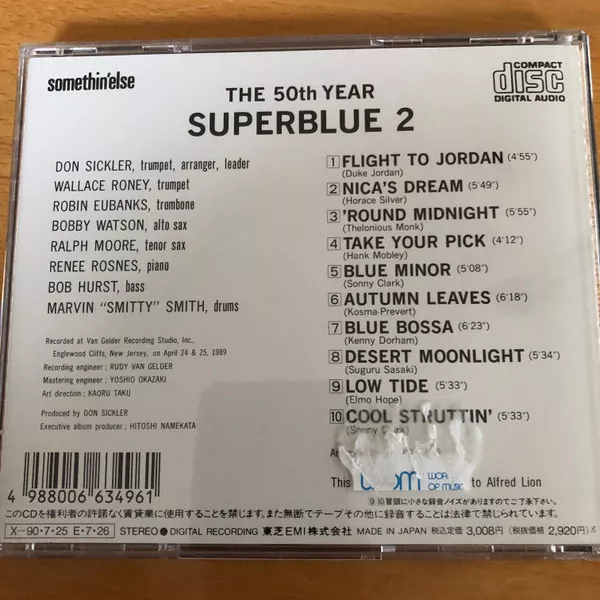 somethin'else
COMPACT
disc
DIGITAL AUDIO
THE 50th YEAR
SUPERBLUE 2
DON SICKLER, trumpet, arranger, leader
WALLACE RONEY, trumpet
ROBIN EUBANKS, trombone
BOBBY WATSON, alto sax
RALPH MOORE, tenor sax
RENEE ROSNES, piano
BOB HURST, bass
MARVIN "SMITTY" SMITH, drums
Recorded at Van Gelder Recording Studio, Inc.,
Englewood Cliffs, New Jersey, on April 24 & 25, 1989
Recording engineer ; RUDY VAN GELDER
Mastering engineer ; YOSHIO OKAZAKI
Art direction ; KAORU TAKU
Produced by DON SICKLER
Executive album producer ; HITOSHI NAMEKATA
1 FLIGHT TO JORDAN (4'55")
(Duke Jordan)
2 NICA'S DREAM (5'49")
(Horace Silver)
3 'ROUND MIDNIGHT (5'55")
(Thelonious Monk)
4 TAKE YOUR PICK (4'12")
(Hank Mobley)
5 BLUE MINOR (5'08")
(Sonny Clark)
6 AUTUMN LEAVES (6'18")
(Kosma-Prevert)
7 BLUE BOSSA (6'23")
(Kenny Dorham)
8 DESERT MOONLIGHT (5'34")
(Suguru Sasaki)
9 LOW TIDE (5'33")
(Elmo Hope)
10 COOL STRUTTIN' (5'33")
(Sonny Clark)
This to Alfred Lion
OF MUSIC
9、10冒頭に小さな録音ノイズがありますのでご了承下さい。
4 988006 634961
このCDを権利者の許諾なく賃貸業に使用することを禁じます。また無断でテープその他に録音することは法律で禁じられています。
X-90・7・25 E・7・26 STEREO ● DIGITAL RECORDING 東芝EMI株式会社 MADE IN JAPAN 税込定価 3,008円 (税抜価格 2,920円)